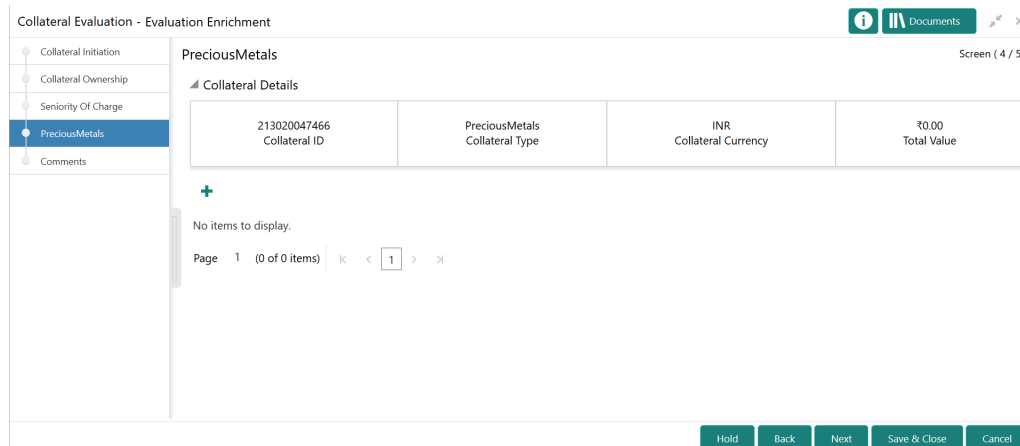 Collateral Evaluation - Evaluation Enrichment
Documents
Collateral Initiation
Collateral Ownership
Seniority Of Charge
PreciousMetals
Comments
PreciousMetals
Screen ( 4 / 5
Collateral Details
213020047466
Collateral ID
PreciousMetals
Collateral Type
INR
Collateral Currency
₹0.00
Total Value
No items to display.
Page 1 (0 of 0 items) 1
Hold Back Next Save & Close Cancel